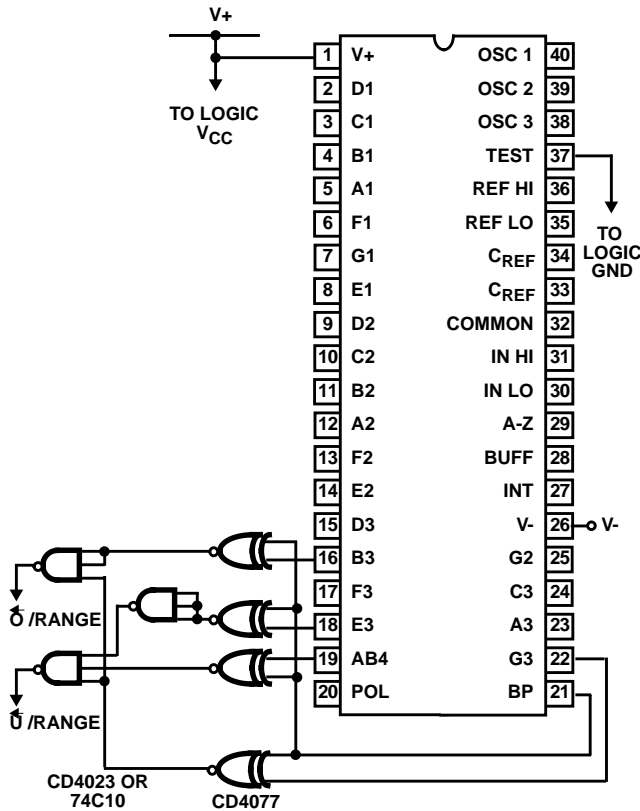 V+
TO LOGIC
VCC
1 V+ OSC 1 40
2 D1 OSC 2 39
3 C1 OSC 3 38
4 B1 TEST 37
5 A1 REF HI 36
6 F1 REF LO 35
7 G1 CREF 34
8 E1 CREF 33
9 D2 COMMON 32
10 C2 IN HI 31
11 B2 IN LO 30
12 A2 A-Z 29
13 F2 BUFF 28
14 E2 INT 27
15 D3 V- 26 V-
16 B3 G2 25
17 F3 C3 24
18 E3 A3 23
19 AB4 G3 22
20 POL BP 21
TO
LOGIC
GND
O /RANGE
U /RANGE
CD4023 OR
74C10
CD4077